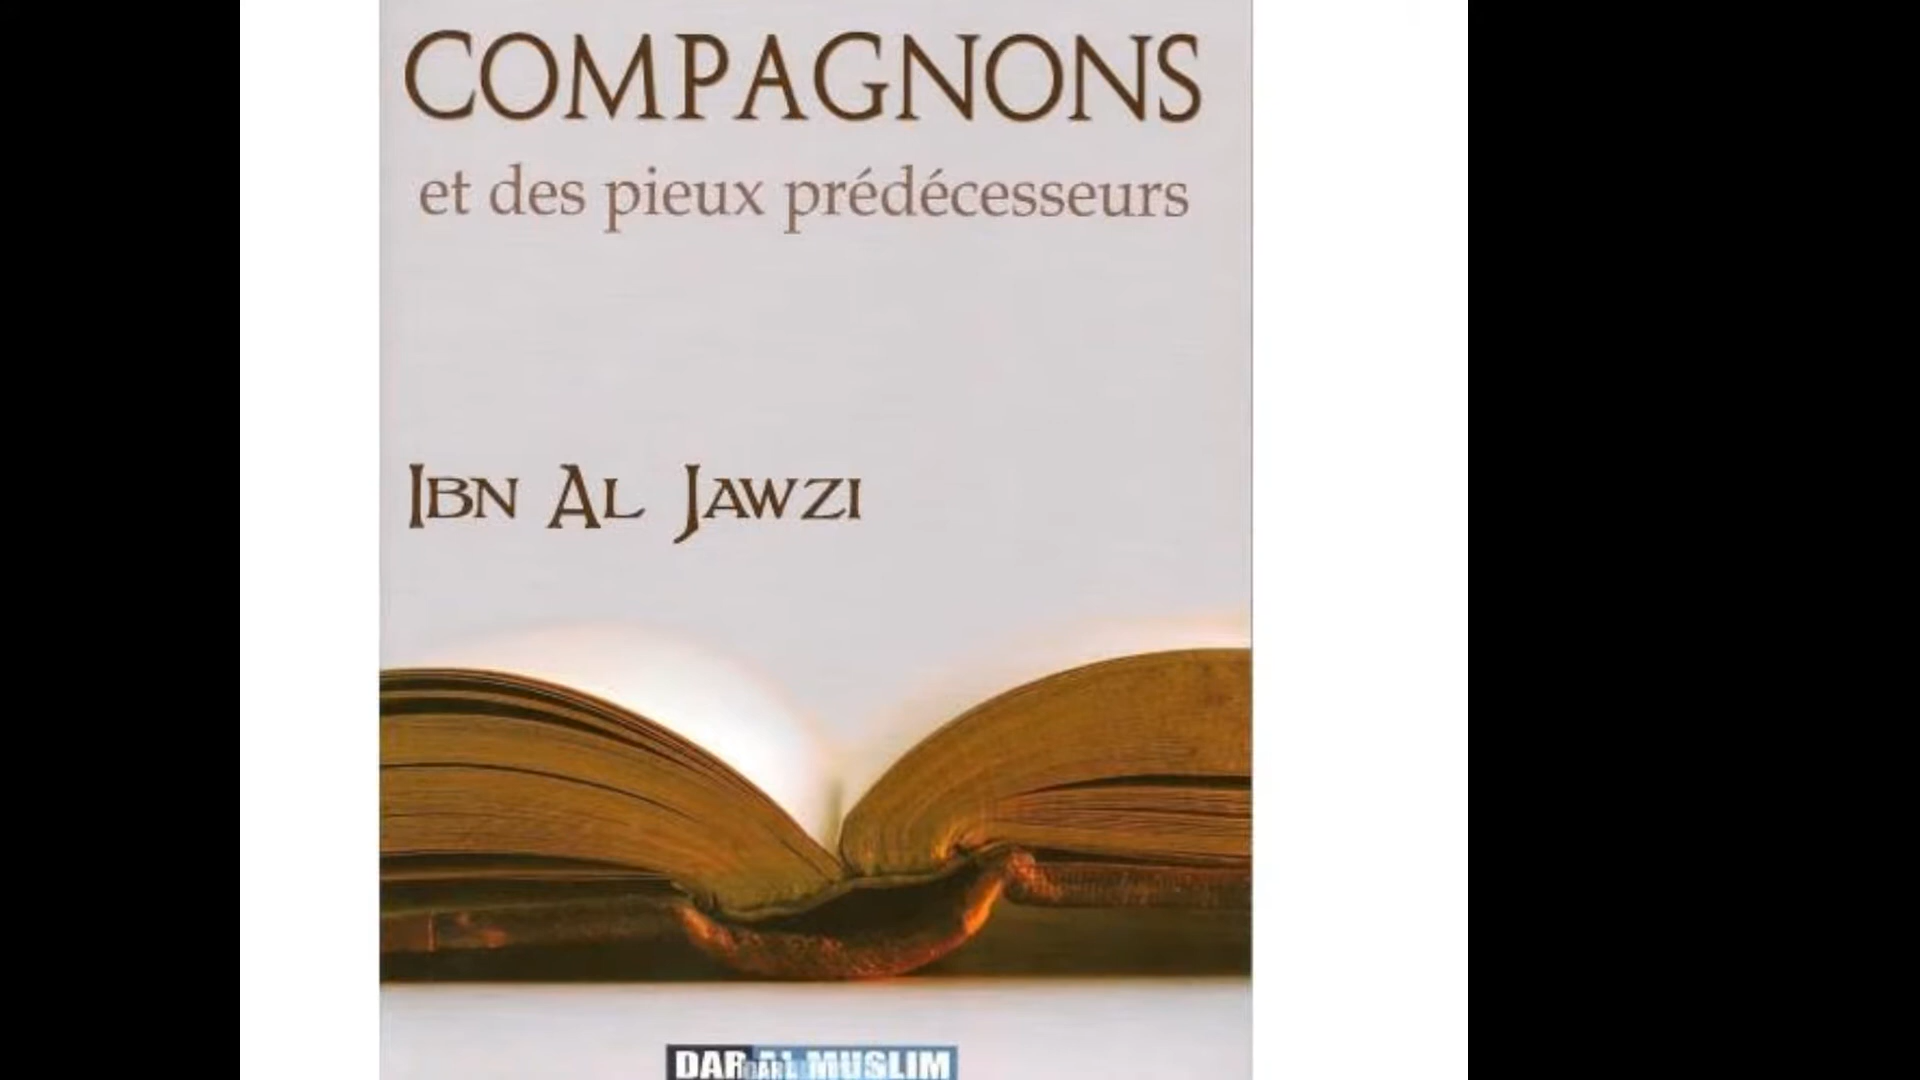 COMPAGNONS
et des pieux prédécesseurs
IBN AL JAWZI
DAR AL MUSLIM